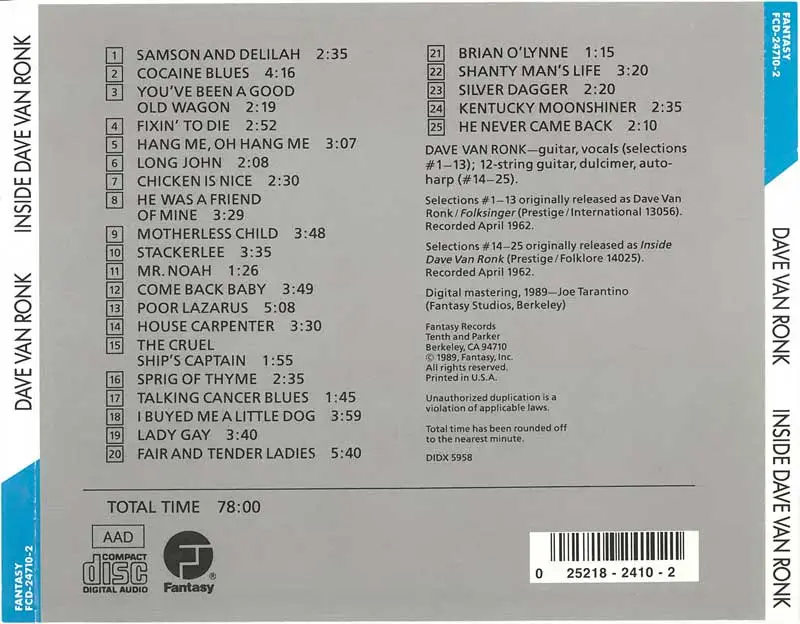 DAVE VAN RONK INSIDE DAVE VAN RONK
FANTASY
FCD-24710-2
1 SAMSON AND DELILAH 2:35
2 COCAINE BLUES 4:16
3 YOU'VE BEEN A GOOD
OLD WAGON 2:19
4 FIXIN' TO DIE 2:52
5 HANG ME, OH HANG ME 3:07
6 LONG JOHN 2:08
7 CHICKEN IS NICE 2:30
8 HE WAS A FRIEND
OF MINE 3:29
9 MOTHERLESS CHILD 3:48
10 STACKERLEE 3:35
11 MR. NOAH 1:26
12 COME BACK BABY 3:49
13 POOR LAZARUS 5:08
14 HOUSE CARPENTER 3:30
15 THE CRUEL
SHIP'S CAPTAIN 1:55
16 SPRIG OF THYME 2:35
17 TALKING CANCER BLUES 1:45
18 I BUYED ME A LITTLE DOG 3:59
19 LADY GAY 3:40
20 FAIR AND TENDER LADIES 5:40
21 BRIAN O'LYNNE 1:15
22 SHANTY MAN'S LIFE 3:20
23 SILVER DAGGER 2:20
24 KENTUCKY MOONSHINER 2:35
25 HE NEVER CAME BACK 2:10
DAVE VAN RONK—guitar, vocals (selections
#1–13); 12-string guitar, dulcimer, auto-
harp (#14–25).
Selections #1–13 originally released as Dave Van
Ronk/Folksinger (Prestige/International 13056).
Recorded April 1962.
Selections #14–25 originally released as Inside
Dave Van Ronk (Prestige/Folklore 14025).
Recorded April 1962.
Digital mastering, 1989—Joe Tarantino
(Fantasy Studios, Berkeley)
Fantasy Records
Tenth and Parker
Berkeley, CA 94710
© 1989, Fantasy, Inc.
All rights reserved.
Printed in U.S.A.
Unauthorized duplication is a
violation of applicable laws.
Total time has been rounded off
to the nearest minute.
DIDX 5958
TOTAL TIME 78:00
AAD
COMPACT
disc
DIGITAL AUDIO
Fantasy®
0 25218-2410-2
FANTASY
FCD-24710-2
DAVE VAN RONK INSIDE DAVE VAN RONK